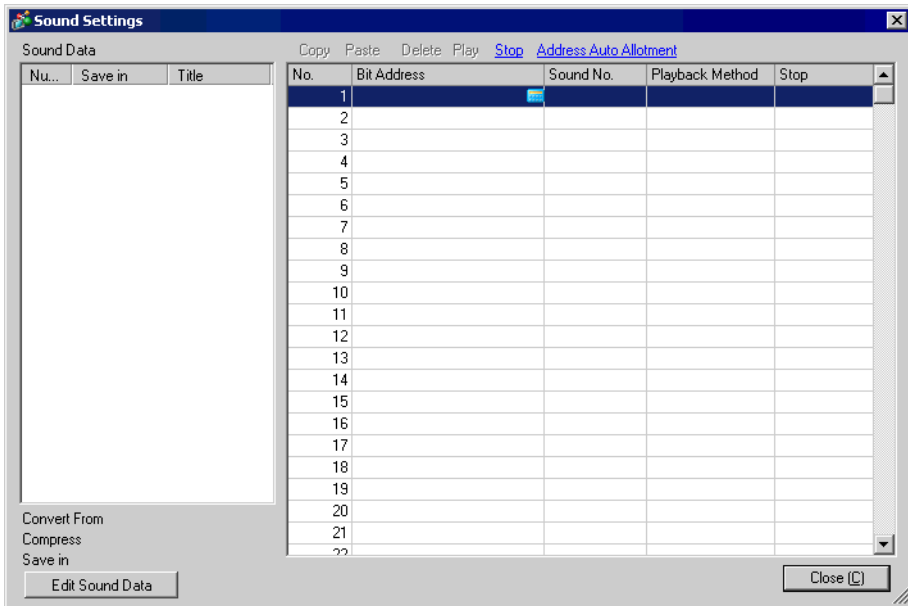 Sound Settings
Sound Data
Copy Paste Delete Play Stop Address Auto Allotment
Nu... Save in Title
No. Bit Address Sound No. Playback Method Stop
1
2
3
4
5
6
7
8
9
10
11
12
13
14
15
16
17
18
19
20
21
22
Convert From
Compress
Save in
Edit Sound Data
Close (C)